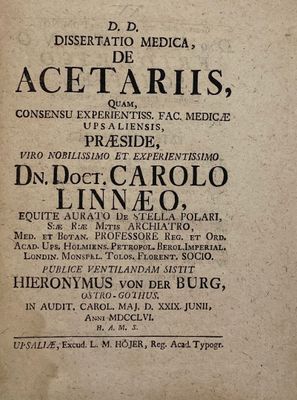 D. D.
DISSERTATIO MEDICA,
DE
ACETARIIS,
QUAM,
CONSENSU EXPERIENTISS. FAC. MEDICÆ
UPSALIENSIS,
PRÆSIDE,
VIRO NOBILISSIMO ET EXPERIENTISSIMO
DN. DOCT. CAROLO
LINNÆO,
EQUITE AURATO DE STELLA POLARI,
S:Æ R:Æ M:TIS ARCHIATRO,
MED. ET BOTAN. PROFESSORE REG. ET ORD.
ACAD. UPS. HOLMIENS. PETROPOL. BEROL. IMPERIAL.
LONDIN. MONSPEL. TOLOS. FLORENT. SOCIO.
PUBLICE VENTILANDAM SISTIT
HIERONYMUS VON DER BURG,
OSTRO-GOTHUS.
IN AUDIT. CAROL. MAJ. D. XXIX. JUNII,
ANNI MDCCLVI.
H. A. M. S.
UPSALIÆ, Excud. L. M. HÖJER, Reg. Acad. Typogr.